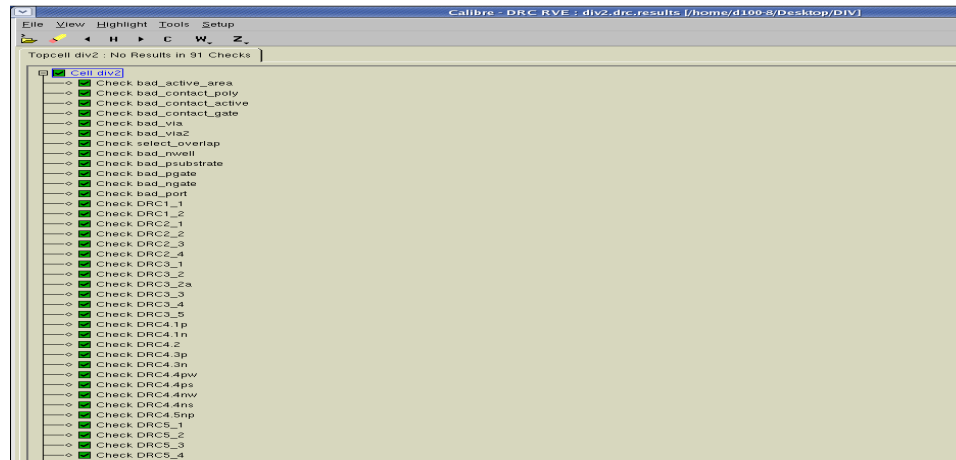 Calibre - DRC RVE : div2.drc.results [/home/d100-8/Desktop/DIV]
File View Highlight Tools Setup
H C W. Z.
Topcell div2 : No Results in 91 Checks
Cell div2
Check bad_active_area
Check bad_contact_poly
Check bad_contact_active
Check bad_contact_gate
Check bad_via
Check bad_via2
Check select_overlap
Check bad_nwell
Check bad_psubstrate
Check bad_pgate
Check bad_ngate
Check bad_port
Check DRC1_1
Check DRC1_2
Check DRC2_1
Check DRC2_2
Check DRC2_3
Check DRC2_4
Check DRC3_1
Check DRC3_2
Check DRC3_2a
Check DRC3_3
Check DRC3_4
Check DRC3_5
Check DRC4.1p
Check DRC4.1n
Check DRC4.2
Check DRC4.3p
Check DRC4.3n
Check DRC4.4pw
Check DRC4.4ps
Check DRC4.4nw
Check DRC4.4ns
Check DRC4.5np
Check DRC5_1
Check DRC5_2
Check DRC5_3
Check DRC5_4